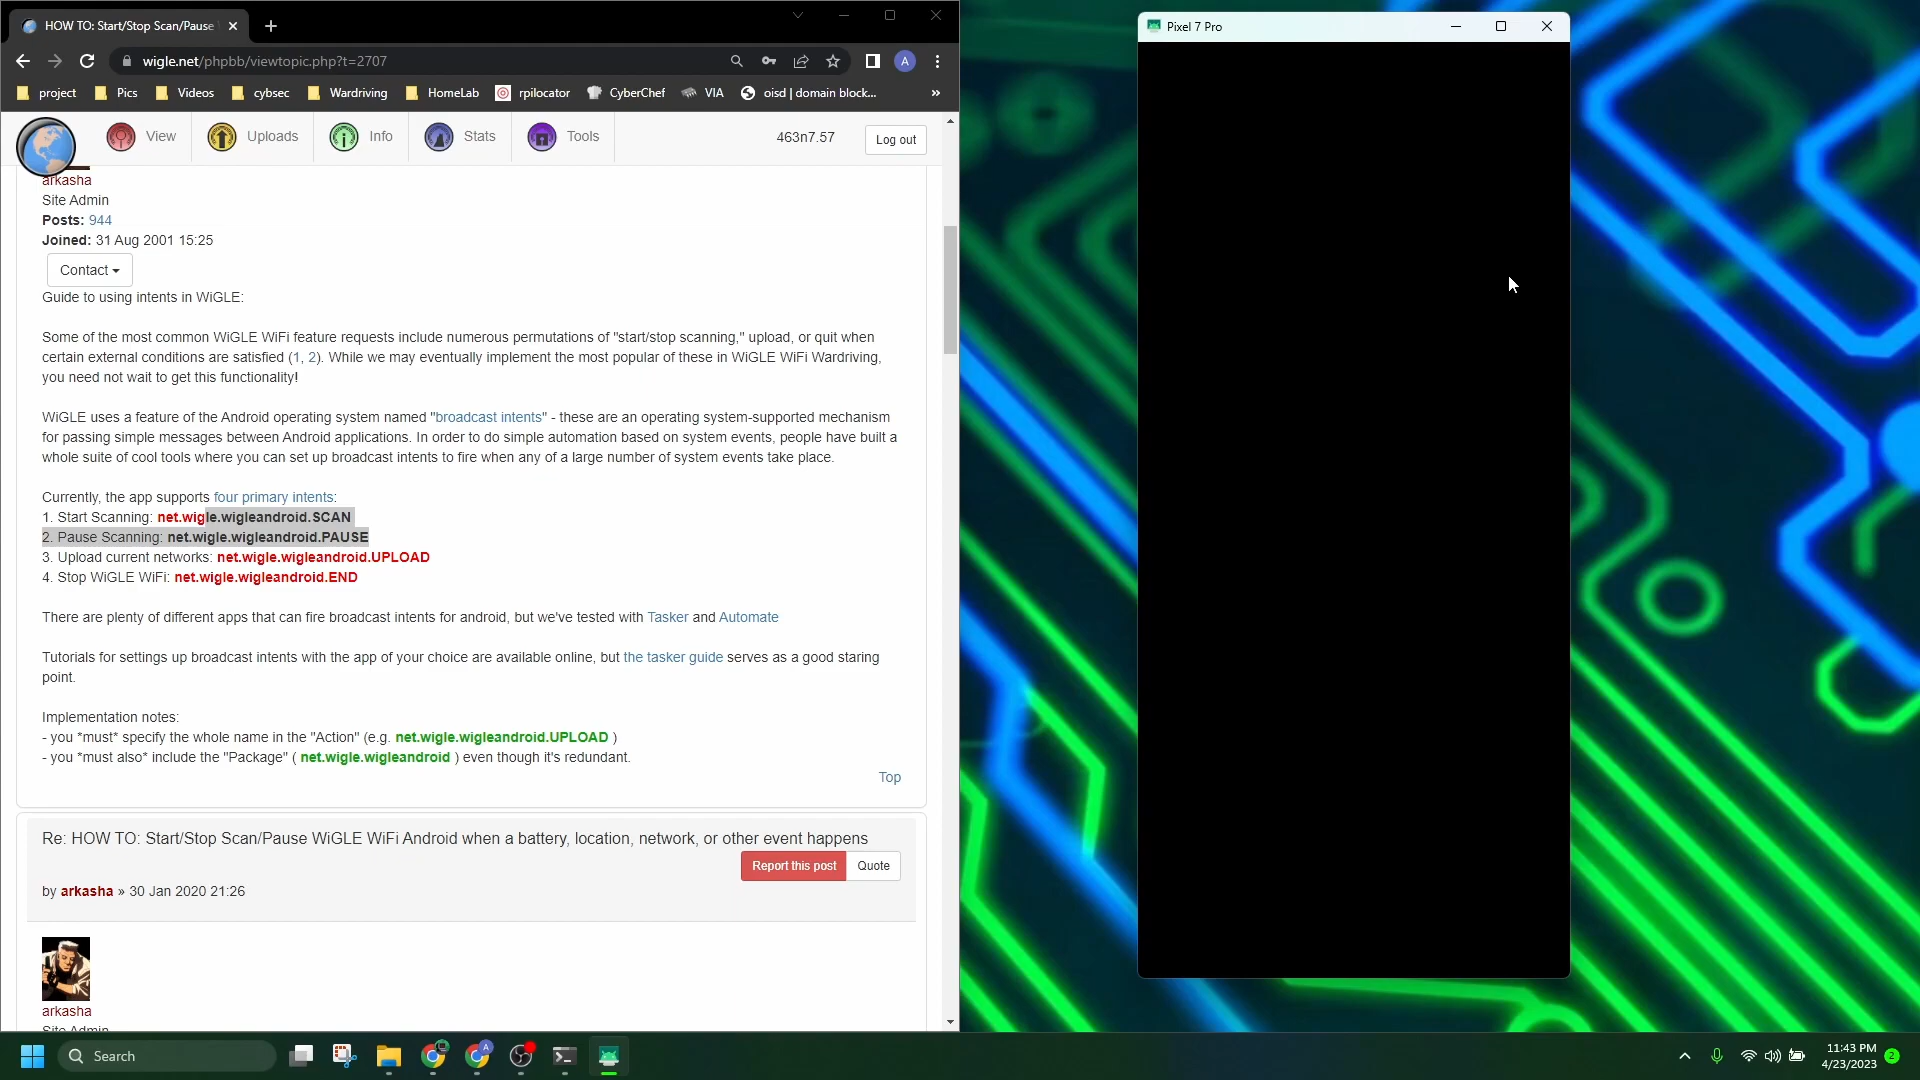 HOW TO: Start/Stop Scan/Pause
wigle.net/phpbb/viewtopic.php?t=2707
A
project
Pics
Videos
cybsec
Wardriving
HomeLab
rpilocator
CyberChef
VIA
oisd | domain block...
»
View
Uploads
Info
Stats
Tools
463n7.57
Log out
arkasha
Site Admin
Posts: 944
Joined: 31 Aug 2001 15:25
Contact
Guide to using intents in WiGLE:
Some of the most common WiGLE WiFi feature requests include numerous permutations of "start/stop scanning," upload, or quit when
certain external conditions are satisfied (1, 2). While we may eventually implement the most popular of these in WiGLE WiFi Wardriving,
you need not wait to get this functionality!
WiGLE uses a feature of the Android operating system named "broadcast intents" - these are an operating system-supported mechanism
for passing simple messages between Android applications. In order to do simple automation based on system events, people have built a
whole suite of cool tools where you can set up broadcast intents to fire when any of a large number of system events take place.
Currently, the app supports four primary intents:
1. Start Scanning: net.wigle.wigleandroid.SCAN
2. Pause Scanning: net.wigle.wigleandroid.PAUSE
3. Upload current networks: net.wigle.wigleandroid.UPLOAD
4. Stop WiGLE WiFi: net.wigle.wigleandroid.END
There are plenty of different apps that can fire broadcast intents for android, but we've tested with Tasker and Automate
Tutorials for settings up broadcast intents with the app of your choice are available online, but the tasker guide serves as a good staring
point.
Implementation notes:
- you *must* specify the whole name in the "Action" (e.g. net.wigle.wigleandroid.UPLOAD )
- you *must also* include the "Package" ( net.wigle.wigleandroid ) even though it's redundant.
Top
Re: HOW TO: Start/Stop Scan/Pause WiGLE WiFi Android when a battery, location, network, or other event happens
Report this post
Quote
by arkasha » 30 Jan 2020 21:26
arkasha
Site Admin
Pixel 7 Pro
Search
A
11:43 PM
4/23/2023
2